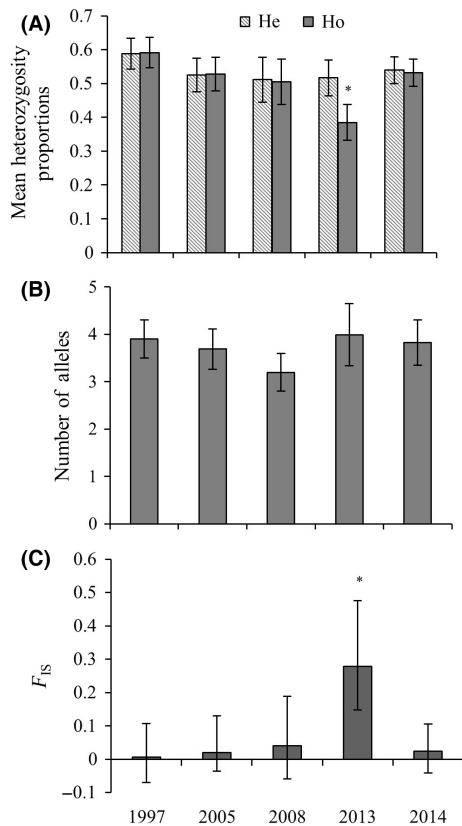 (A)
He Ho
Mean heterozygosity
proportions
0.7
0.6
0.5
0.4
0.3
0.2
0.1
0
*
(B)
Number of alleles
5
4
3
2
1
0
(C)
F_IS
0.6
0.5
0.4
0.3
0.2
0.1
0
−0.1
*
1997 2005 2008 2013 2014